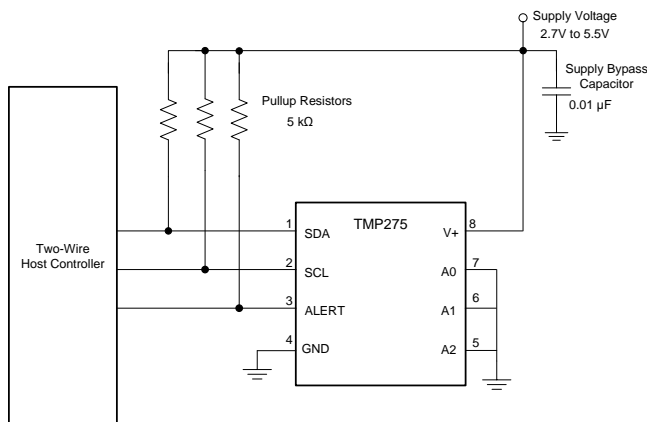 Supply Voltage
2.7V to 5.5V
Supply Bypass
Capacitor
0.01 µF
Pullup Resistors
5 kΩ
Two-Wire
Host Controller
TMP275
1
SDA
8
V+
2
SCL
7
A0
3
ALERT
6
A1
4
GND
5
A2